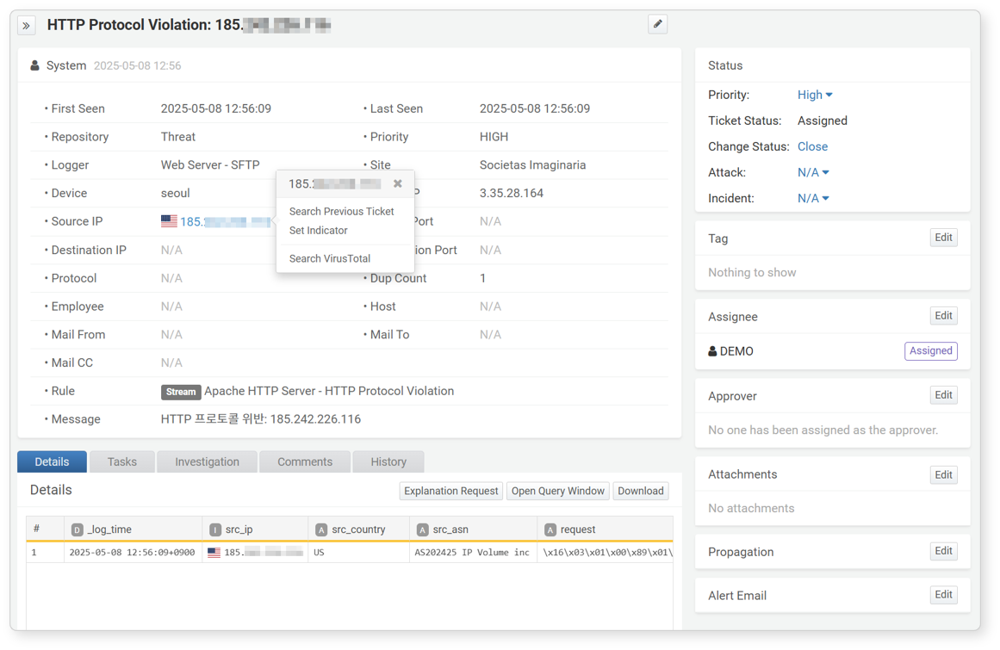 » HTTP Protocol Violation: 185.
System 2025-05-08 12:56
• First Seen 2025-05-08 12:56:09 • Last Seen 2025-05-08 12:56:09
• Repository Threat • Priority HIGH
• Logger Web Server - SFTP • Site Societas Imaginaria
• Device seoul 3.35.28.164
• Source IP 185. Port N/A
• Destination IP N/A Port N/A
• Protocol N/A • Dup Count 1
• Employee N/A • Host N/A
• Mail From N/A • Mail To N/A
• Mail CC N/A
• Rule Stream Apache HTTP Server - HTTP Protocol Violation
• Message HTTP 프로토콜 위반: 185.242.226.116
185.
Search Previous Ticket
Set Indicator
Search VirusTotal
Details Tasks Investigation Comments History
Details Explanation Request Open Query Window Download
# D _log_time I src_ip A src_country A src_asn A request
1 2025-05-08 12:56:09+0900 185. US AS202425 IP Volume inc \x16\x03\x01\x00\x89\x01\
Status
Priority: High
Ticket Status: Assigned
Change Status: Close
Attack: N/A
Incident: N/A
Tag Edit
Nothing to show
Assignee Edit
DEMO Assigned
Approver Edit
No one has been assigned as the approver.
Attachments Edit
No attachments
Propagation Edit
Alert Email Edit